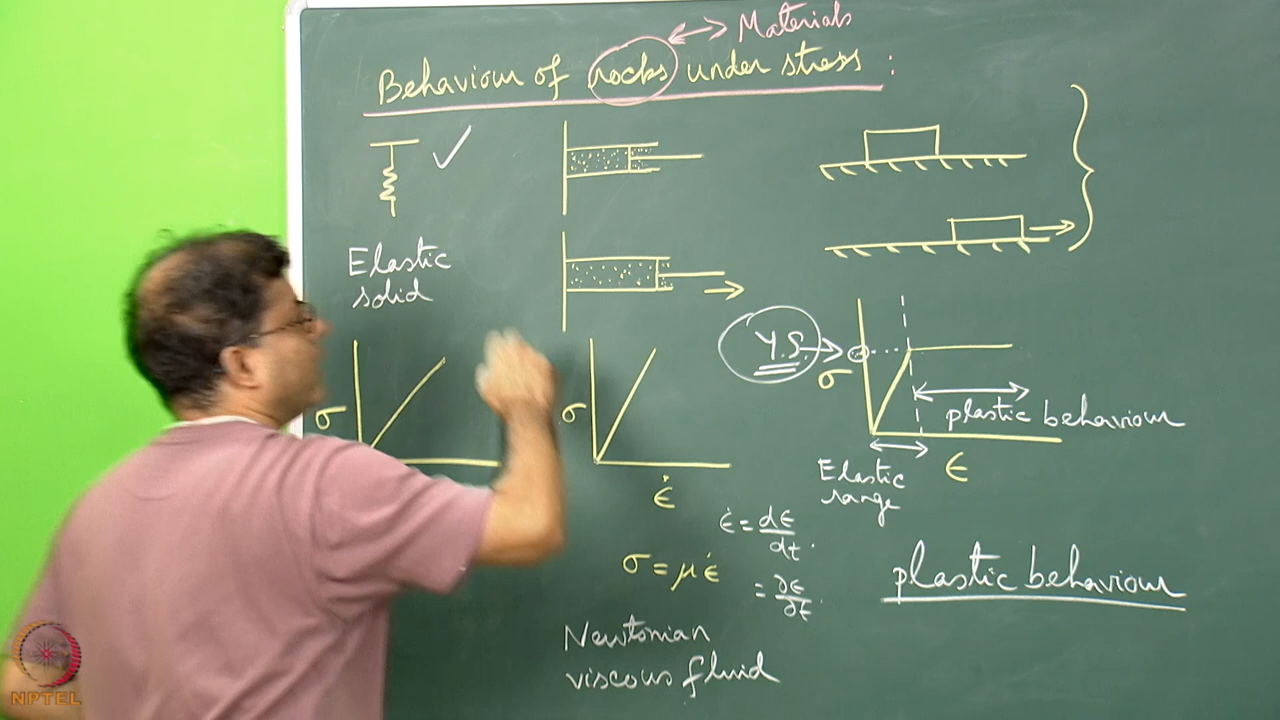 Materials
Behaviour of rocks under stress :
Elastic
solid
σ
σ
ε̇
Y.S.
σ
plastic behaviour
Elastic
range
ε
ε̇ = dε/dt.
σ = με̇
= ∂ε/∂t.
plastic behaviour
Newtonian
viscous fluid
NPTEL